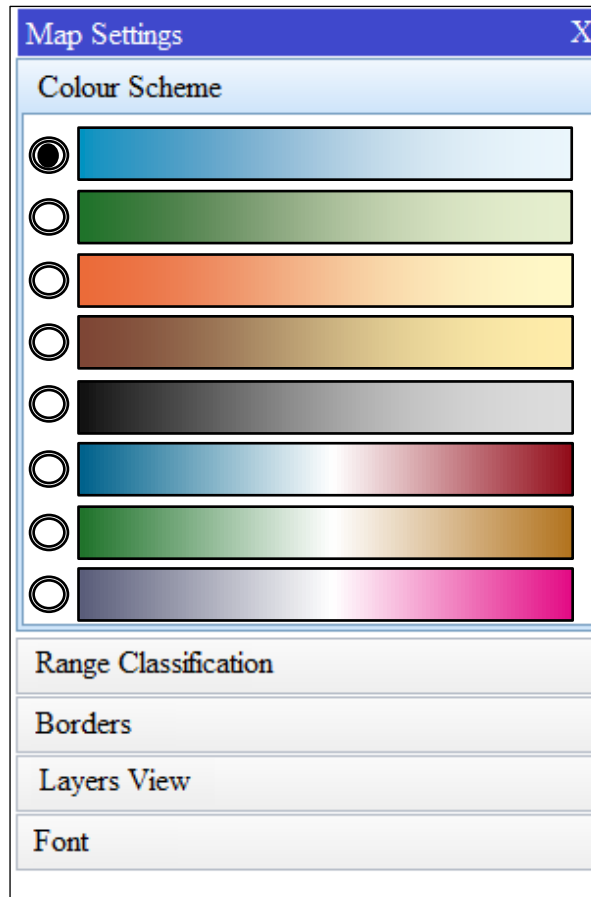 Map Settings X
Colour Scheme
Range Classification
Borders
Layers View
Font